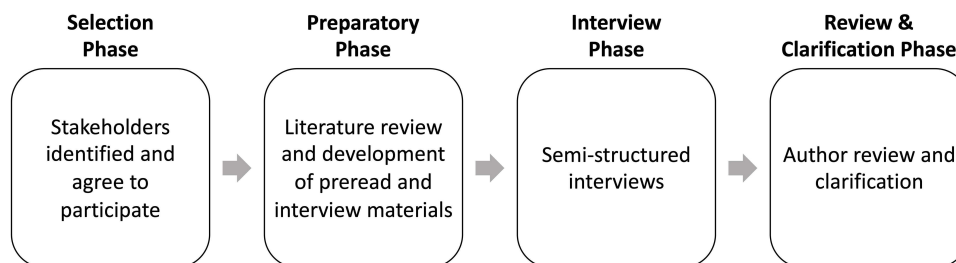 Selection
Phase
Preparatory
Phase
Interview
Phase
Review &
Clarification Phase
Stakeholders
identified and
agree to
participate
Literature review
and development
of preread and
interview materials
Semi-structured
interviews
Author review and
clarification